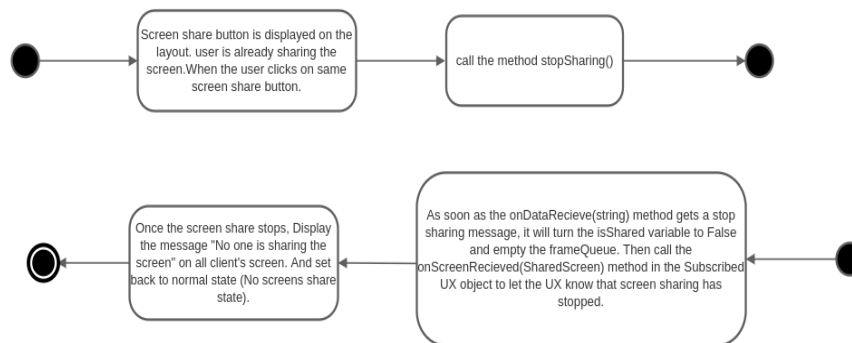 Screen share button is displayed on the
layout. user is already sharing the
screen.When the user clicks on same
screen share button.
call the method stopSharing()
Once the screen share stops, Display
the message "No one is sharing the
screen" on all client's screen. And set
back to normal state (No screens share
state).
As soon as the onDataRecieve(string) method gets a stop
sharing message, it will turn the isShared variable to False
and empty the frameQueue. Then call the
onScreenRecieved(SharedScreen) method in the Subscribed
UX object to let the UX know that screen sharing has
stopped.